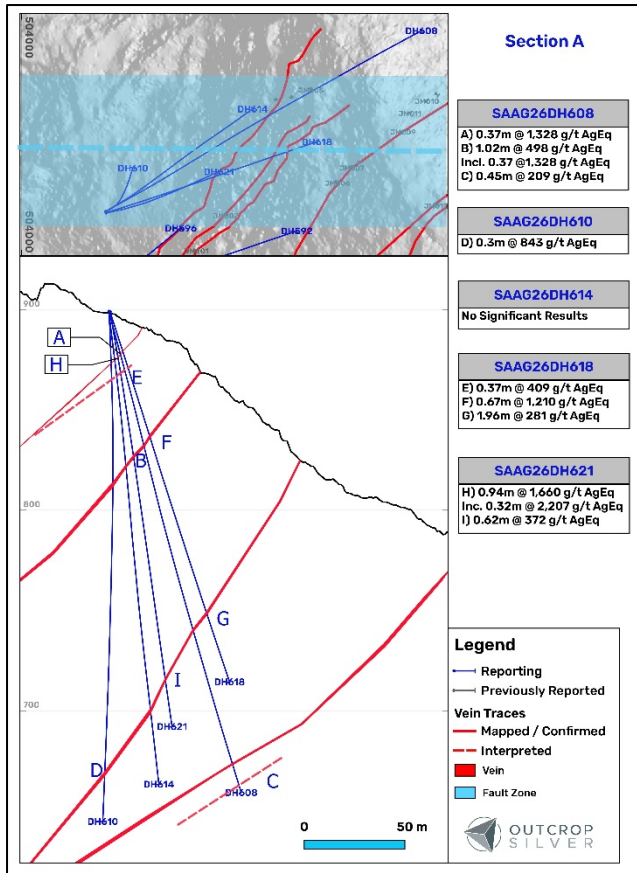 504000
DH608
Section A
DH614
DH618
DH610
DH621
DH596
DH592
504000
SAAG26DH608
A) 0.37m @ 1,328 g/t AgEq
B) 1.02m @ 498 g/t AgEq
Incl. 0.37 @1,328 g/t AgEq
C) 0.45m @ 209 g/t AgEq
SAAG26DH610
D) 0.3m @ 843 g/t AgEq
SAAG26DH614
No Significant Results
SAAG26DH618
E) 0.37m @ 409 g/t AgEq
F) 0.67m @ 1,210 g/t AgEq
G) 1.96m @ 281 g/t AgEq
SAAG26DH621
H) 0.94m @ 1,660 g/t AgEq
Inc. 0.32m @ 2,207 g/t AgEq
I) 0.62m @ 372 g/t AgEq
900
A
H
E
F
B
800
G
I
DH618
700
DH621
D
C
DH614
DH608
DH610
0 50 m
Legend
Reporting
Previously Reported
Vein Traces
Mapped / Confirmed
Interpreted
Vein
Fault Zone
OUTCROP
SILVER